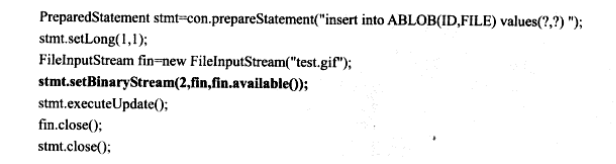 PreparedStatement stmt=con.prepareStatement("insert into ABLOB(ID,FILE) values(?,?) ");
stmt.setLong(1,1);
FileInputStream fin=new FileInputStream("test.gif");
stmt.setBinaryStream(2,fin,fin.available());
stmt.executeUpdate();
fin.close();
stmt.close();